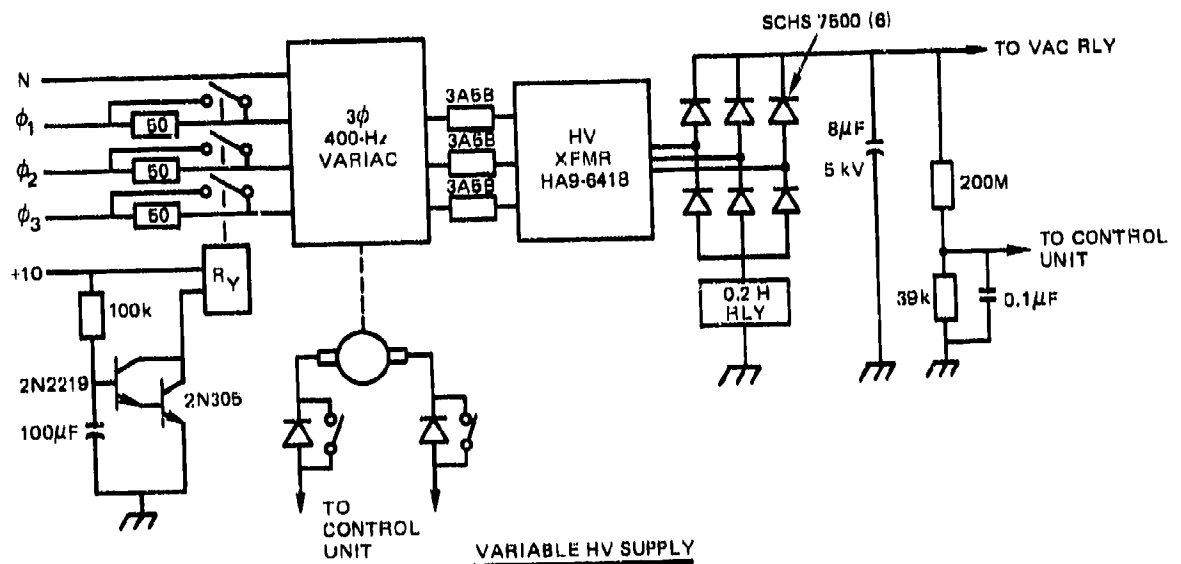 SCHS 7500 (6)
TO VAC RLY
N
ϕ1
50
ϕ2
50
ϕ3
50
3ϕ
400-Hz
VARIAC
3A5B
3A5B
3A5B
HV
XFMR
HA9-6418
8μF
5 kV
200M
TO CONTROL
UNIT
39k
0.1μF
+10
RY
100k
0.2 H
HLY
2N2219
2N305
100μF
TO
CONTROL
UNIT
VARIABLE HV SUPPLY